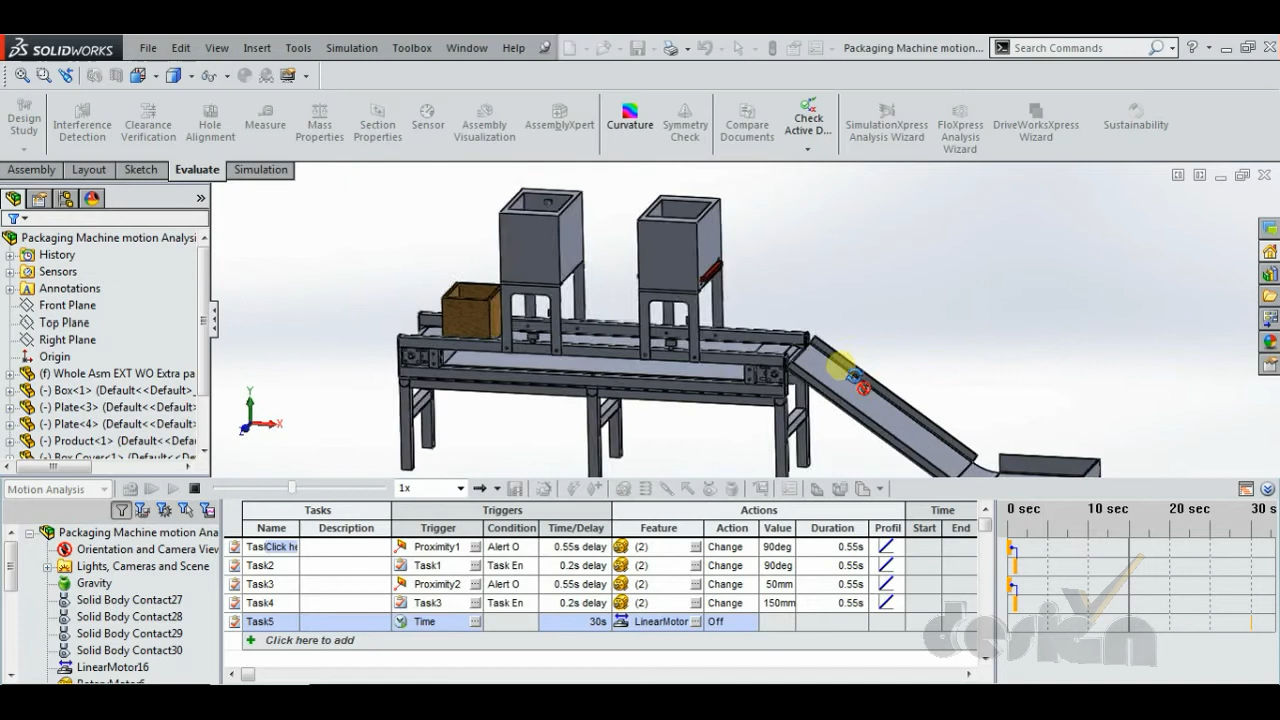 SOLIDWORKS File Edit View Insert Tools Simulation Toolbox Window Help Packaging Machine motion... Search Commands
Design Study Interference Detection Clearance Verification Hole Alignment Measure Mass Properties Section Properties Sensor Assembly Visualization AssemblyXpert Curvature Symmetry Check Compare Documents Check Active D... SimulationXpress Analysis Wizard FloXpress Analysis Wizard DriveWorksXpress Wizard Sustainability
Assembly Layout Sketch Evaluate Simulation
Packaging Machine motion Analysi
History
Sensors
Annotations
Front Plane
Top Plane
Right Plane
Origin
(f) Whole Asm EXT WO Extra pa
(-) Box<1> (Default<<Default>_
(-) Plate<3> (Default<<Default
(-) Plate<4> (Default<<Default
(-) Product<1> (Default<<Defau
(-) Box Cover<1> (Default<<D
Y
X
Z
Motion Analysis 1x
Tasks Triggers Actions Time
Name Description Trigger Condition Time/Delay Feature Action Value Duration Profil Start End
Click he Proximity1 Alert O 0.55s delay (2) Change 90deg 0.55s
Task2 Task1 Task En 0.2s delay (2) Change 90deg 0.55s
Task3 Proximity2 Alert O 0.55s delay (2) Change 50mm 0.55s
Task4 Task3 Task En 0.2s delay (2) Change 150mm 0.55s
Task5 Time 30s LinearMotor Off
Click here to add
0 sec 10 sec 20 sec 30 s
Packaging Machine motion Ana
Orientation and Camera View
Lights, Cameras and Scene
Gravity
Solid Body Contact27
Solid Body Contact28
Solid Body Contact29
Solid Body Contact30
LinearMotor16
design